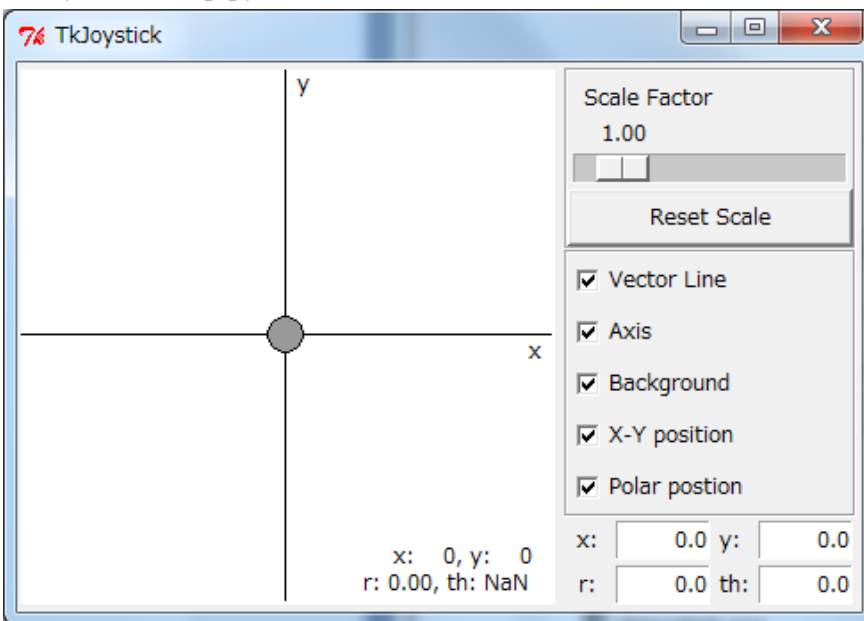 TkJoystick
y
x
x: 0, y: 0
r: 0.00, th: NaN
Scale Factor
1.00
Reset Scale
Vector Line
Axis
Background
X-Y position
Polar postion
x: 0.0 y: 0.0
r: 0.0 th: 0.0